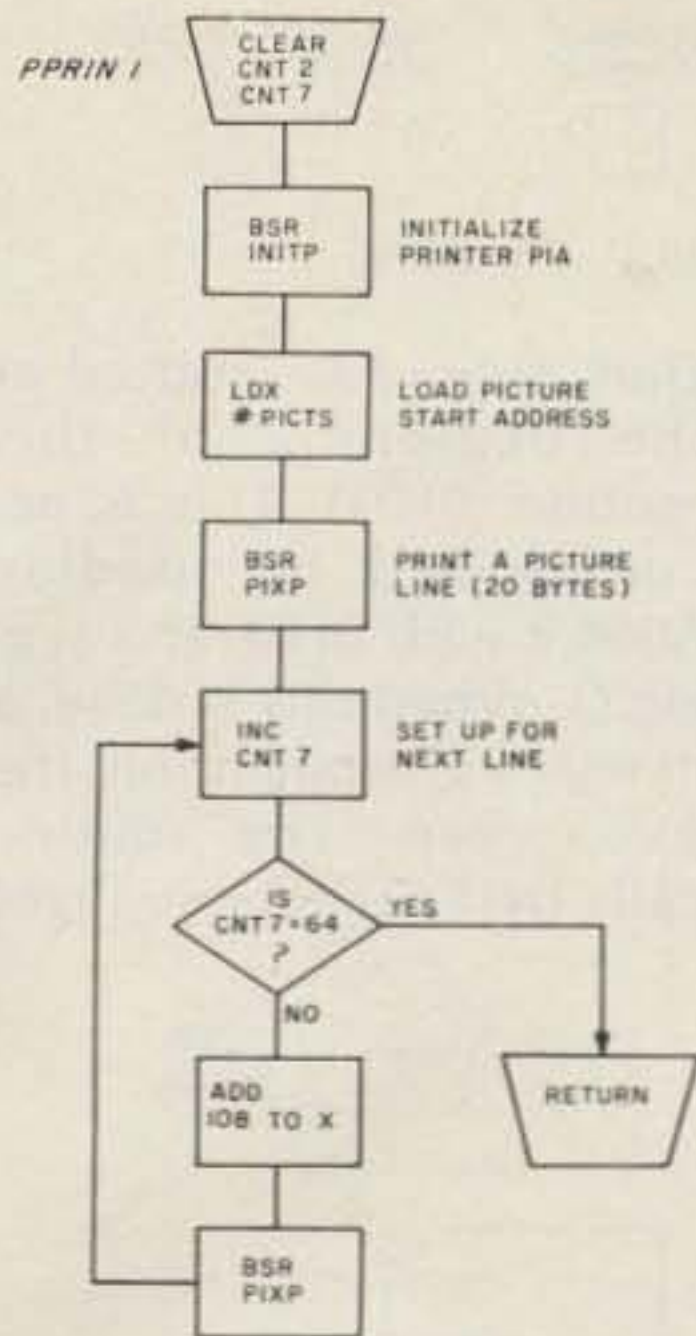 PPRIN 1
CLEAR
CNT 2
CNT 7
BSR
INITP
INITIALIZE
PRINTER PIA
LDX
# PICTS
LOAD PICTURE
START ADDRESS
BSR
PIXP
PRINT A PICTURE
LINE (20 BYTES)
INC
CNT 7
SET UP FOR
NEXT LINE
IS
CNT 7=64
?
YES
NO
ADD
108 TO X
RETURN
BSR
PIXP